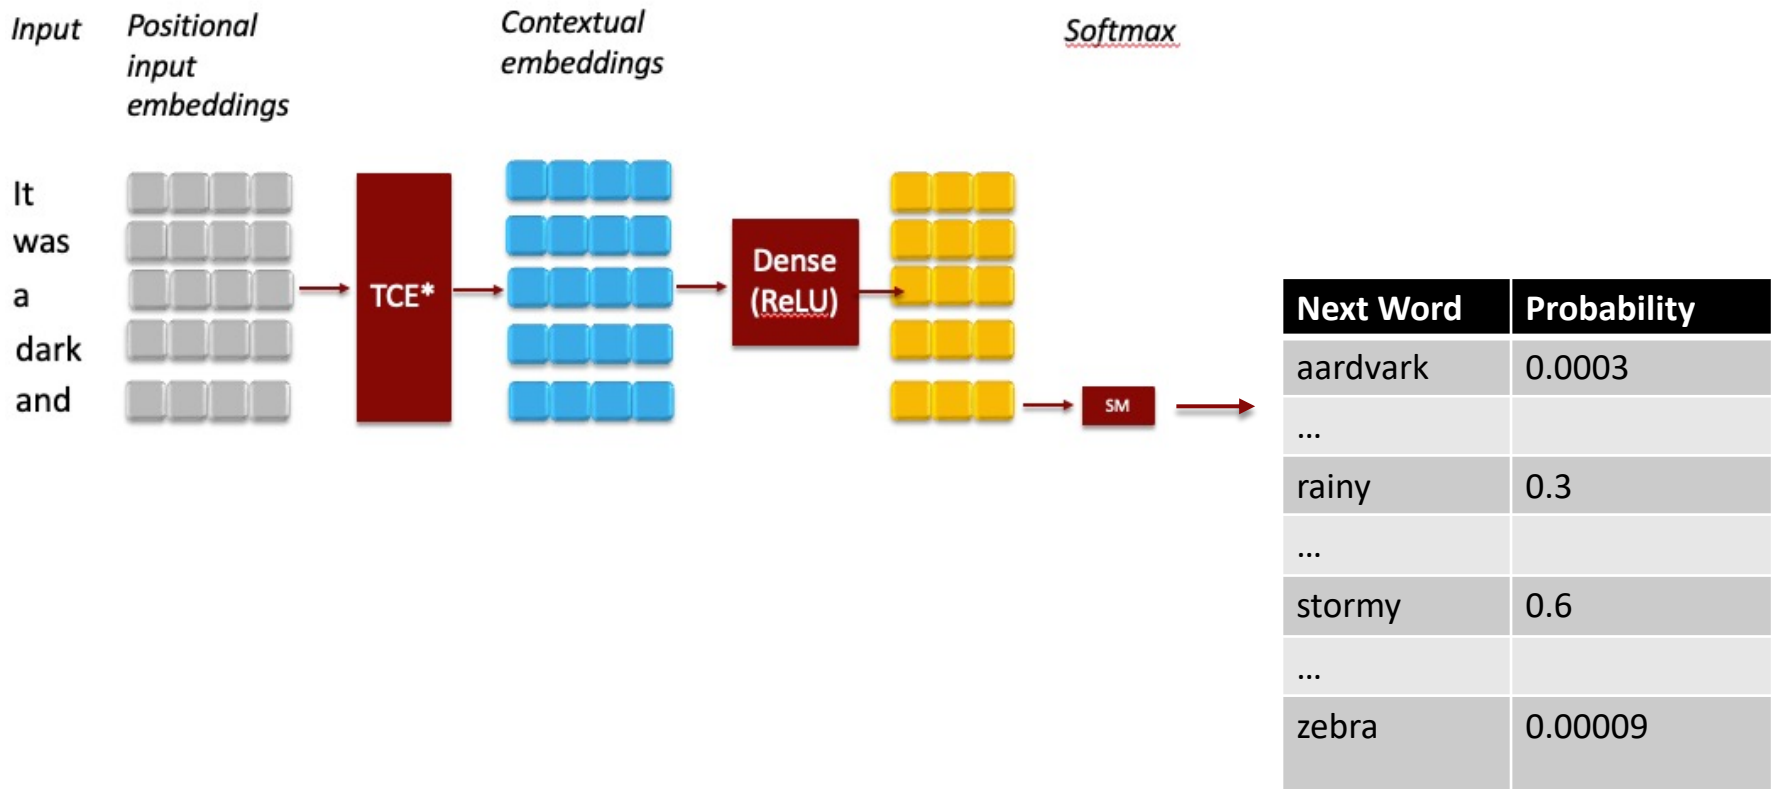 Input
Positional
input
embeddings
Contextual
embeddings
Softmax
It
was
a
dark
and
TCE*
Dense
(ReLU)
SM
Next Word Probability
aardvark 0.0003
...
rainy 0.3
...
stormy 0.6
...
zebra 0.00009